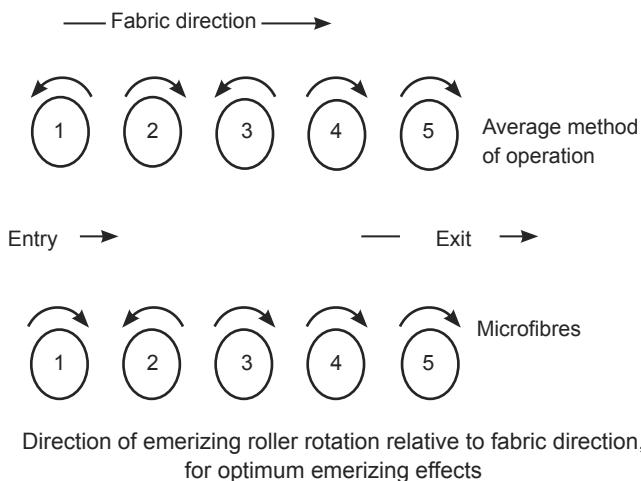 Fabric direction
1 2 3 4 5
Average method
of operation
Entry Exit
1 2 3 4 5
Microfibres
Direction of emerizing roller rotation relative to fabric direction,
for optimum emerizing effects